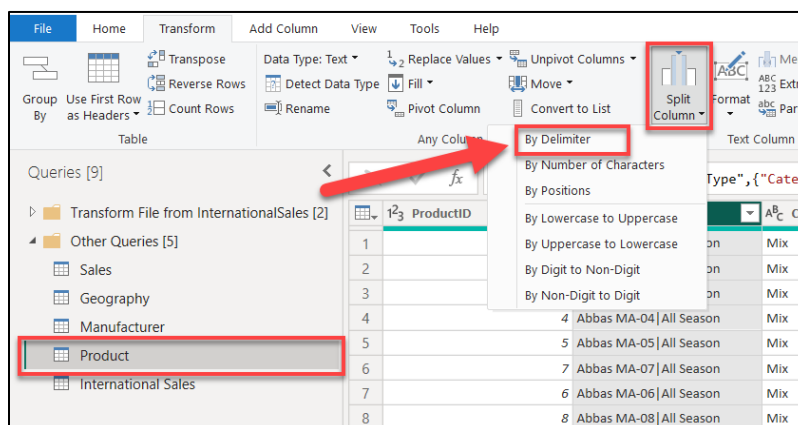 File Home Transform Add Column View Tools Help
Transpose Data Type: Text Replace Values Unpivot Columns
Reverse Rows Detect Data Type Fill Move
Group By Use First Row as Headers Count Rows Rename Pivot Column Convert to List Split Column Format
ABC
ABC
123
abc
Table Any Text Column
Queries [9]
By Delimiter
By Number of Characters
By Positions
By Lowercase to Uppercase
By Uppercase to Lowercase
By Digit to Non-Digit
By Non-Digit to Digit
fx Type",{"Cate
Transform File from InternationalSales [2]
Other Queries [5]
Sales
Geography
Manufacturer
Product
International Sales
123 ProductID ABC
1 Mix
2 Mix
3 Mix
4 4 Abbas MA-04|All Season Mix
5 5 Abbas MA-05|All Season Mix
6 7 Abbas MA-07|All Season Mix
7 6 Abbas MA-06|All Season Mix
8 8 Abbas MA-08|All Season Mix